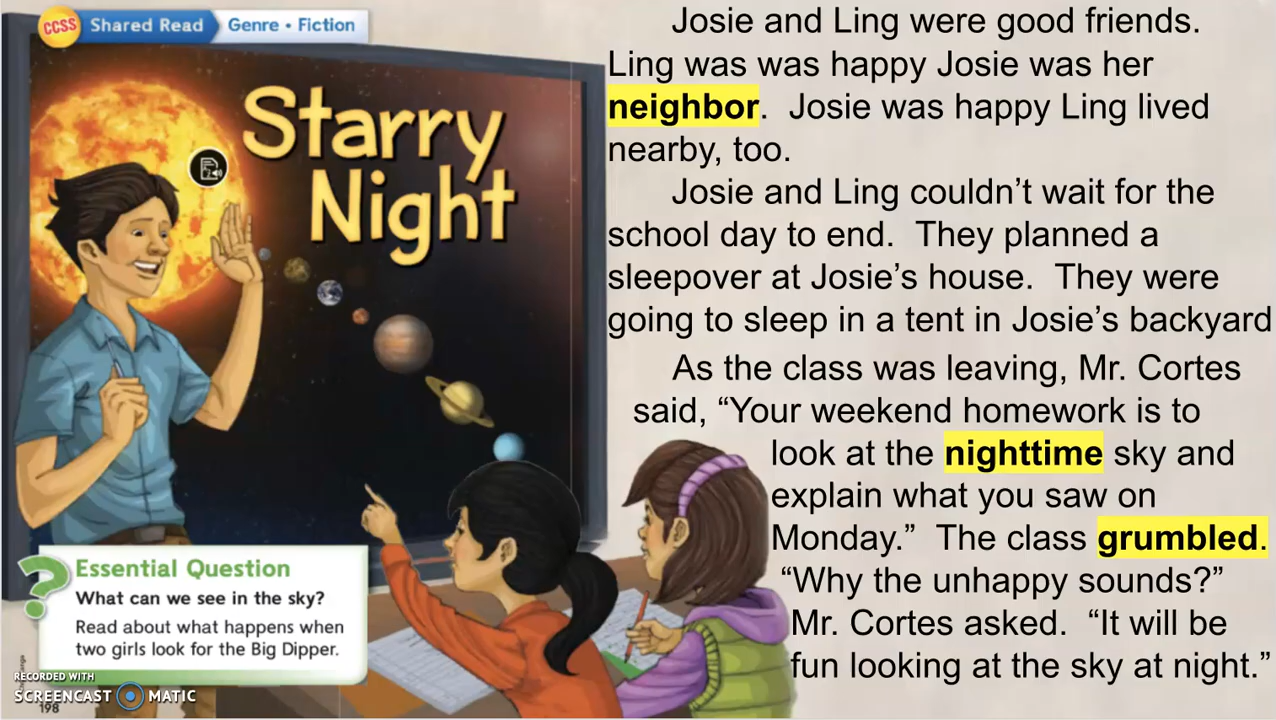 CCSS Shared Read Genre • Fiction
Starry
Night
Josie and Ling were good friends.
Ling was was happy Josie was her
neighbor. Josie was happy Ling lived
nearby, too.
Josie and Ling couldn’t wait for the
school day to end. They planned a
sleepover at Josie’s house. They were
going to sleep in a tent in Josie’s backyard
As the class was leaving, Mr. Cortes
said, “Your weekend homework is to
look at the nighttime sky and
explain what you saw on
Monday.” The class grumbled.
“Why the unhappy sounds?”
Mr. Cortes asked. “It will be
fun looking at the sky at night.”
? Essential Question
What can we see in the sky?
Read about what happens when
two girls look for the Big Dipper.
RECORDED WITH
SCREENCAST MATIC
198